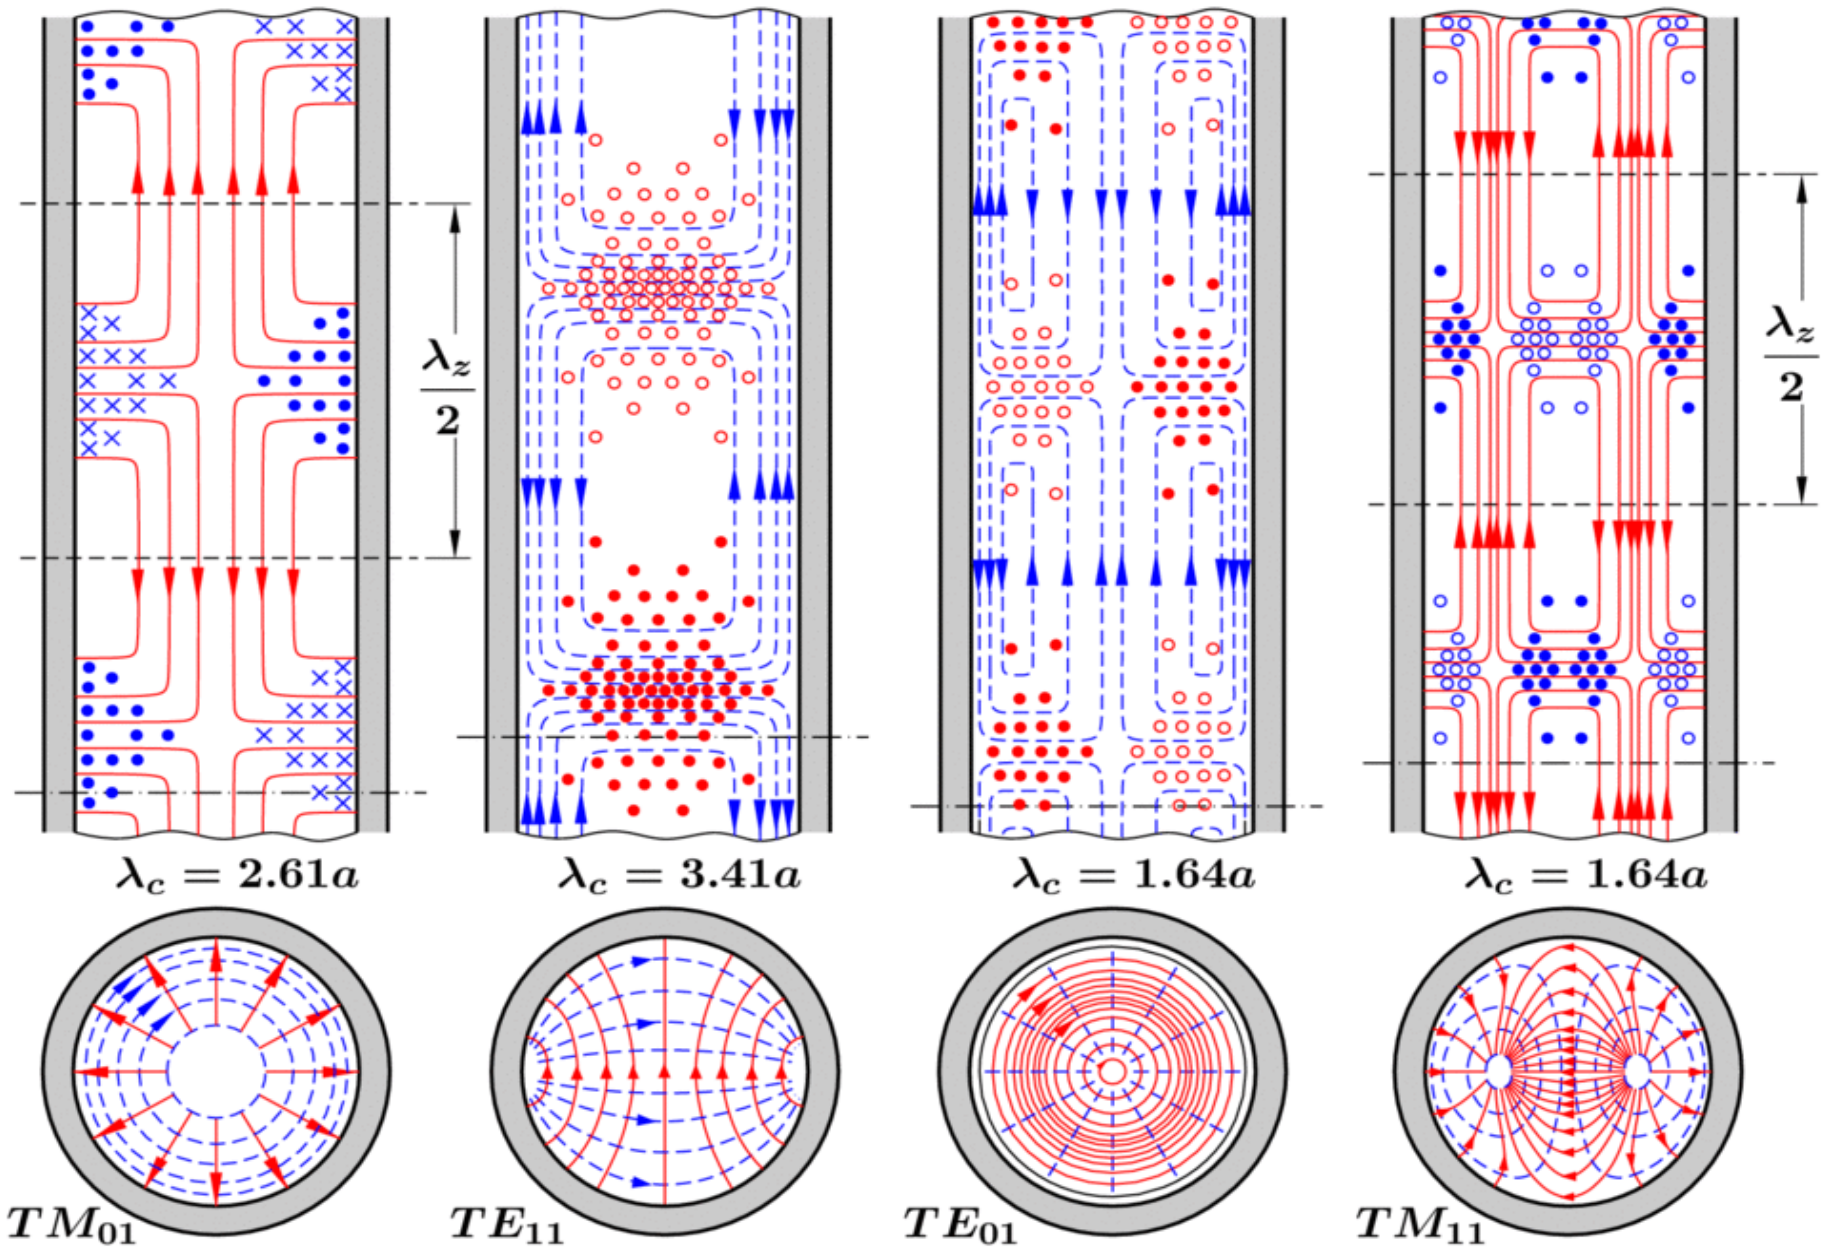 λz
2
λz
2
λc = 2.61a
λc = 3.41a
λc = 1.64a
λc = 1.64a
TM01
TE11
TE01
TM11